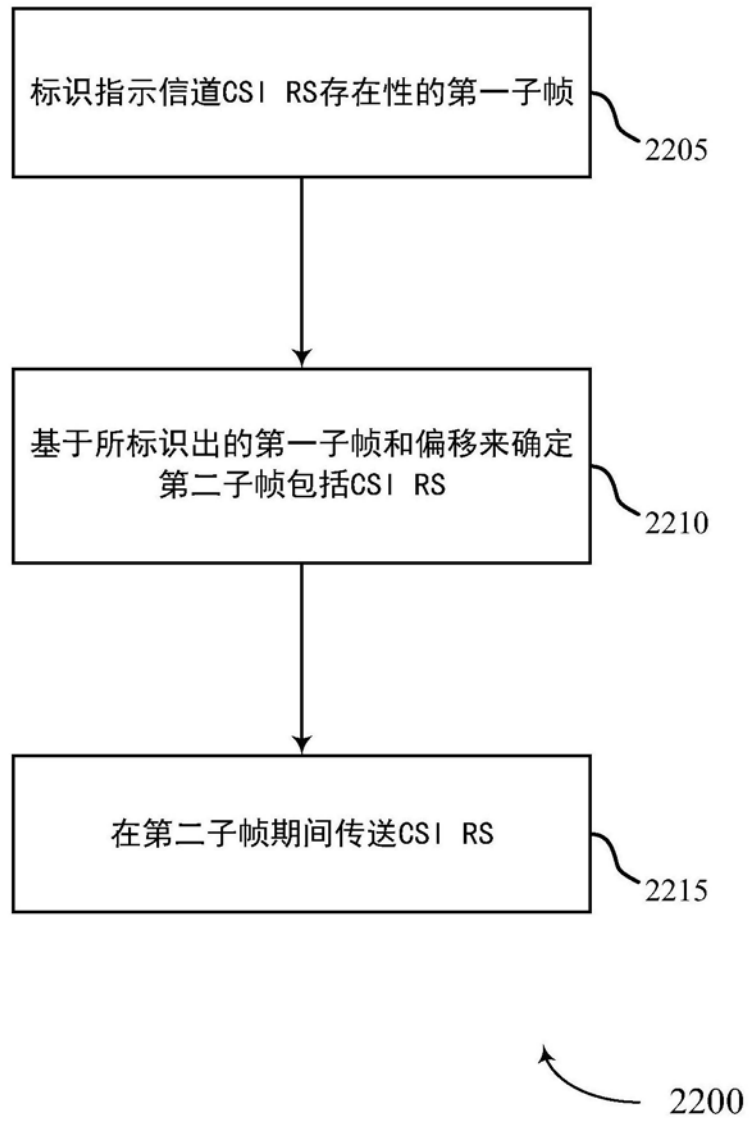 标识指示信道CSI RS存在性的第一子帧
2205
基于所标识出的第一子帧和偏移来确定
第二子帧包括CSI RS
2210
在第二子帧期间传送CSI RS
2215
2200